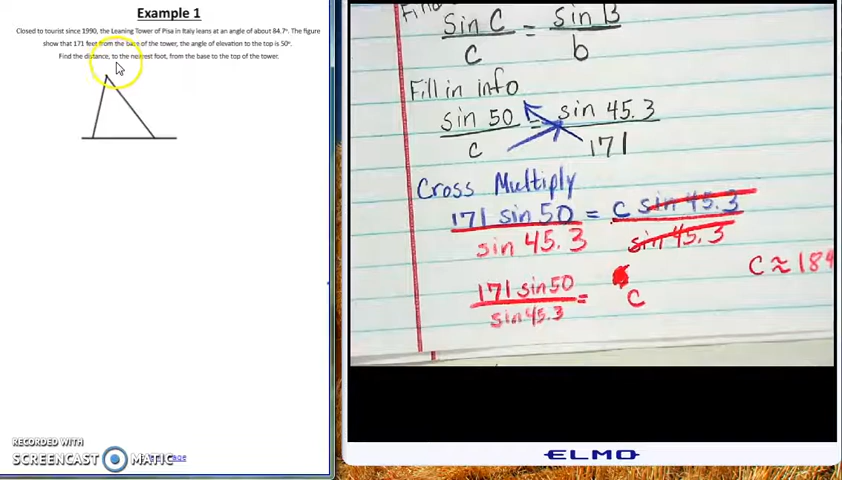 Example 1
Closed to tourist since 1990, the Leaning Tower of Pisa in Italy leans at an angle of about 84.7º. The figure
show that 171 feet from the base of the tower, the angle of elevation to the top is 50º.
Find the distance, to the nearest foot, from the base to the top of the tower.
RECORDED WITH
SCREENCAST MATIC
sin C = sin B
c b
Fill in info
sin 50 = sin 45.3
c 171
Cross Multiply
171 sin 50 = c sin 45.3
sin 45.3 sin 45.3
c ≈ 184
171 sin 50 = c
sin 45.3
ELMO